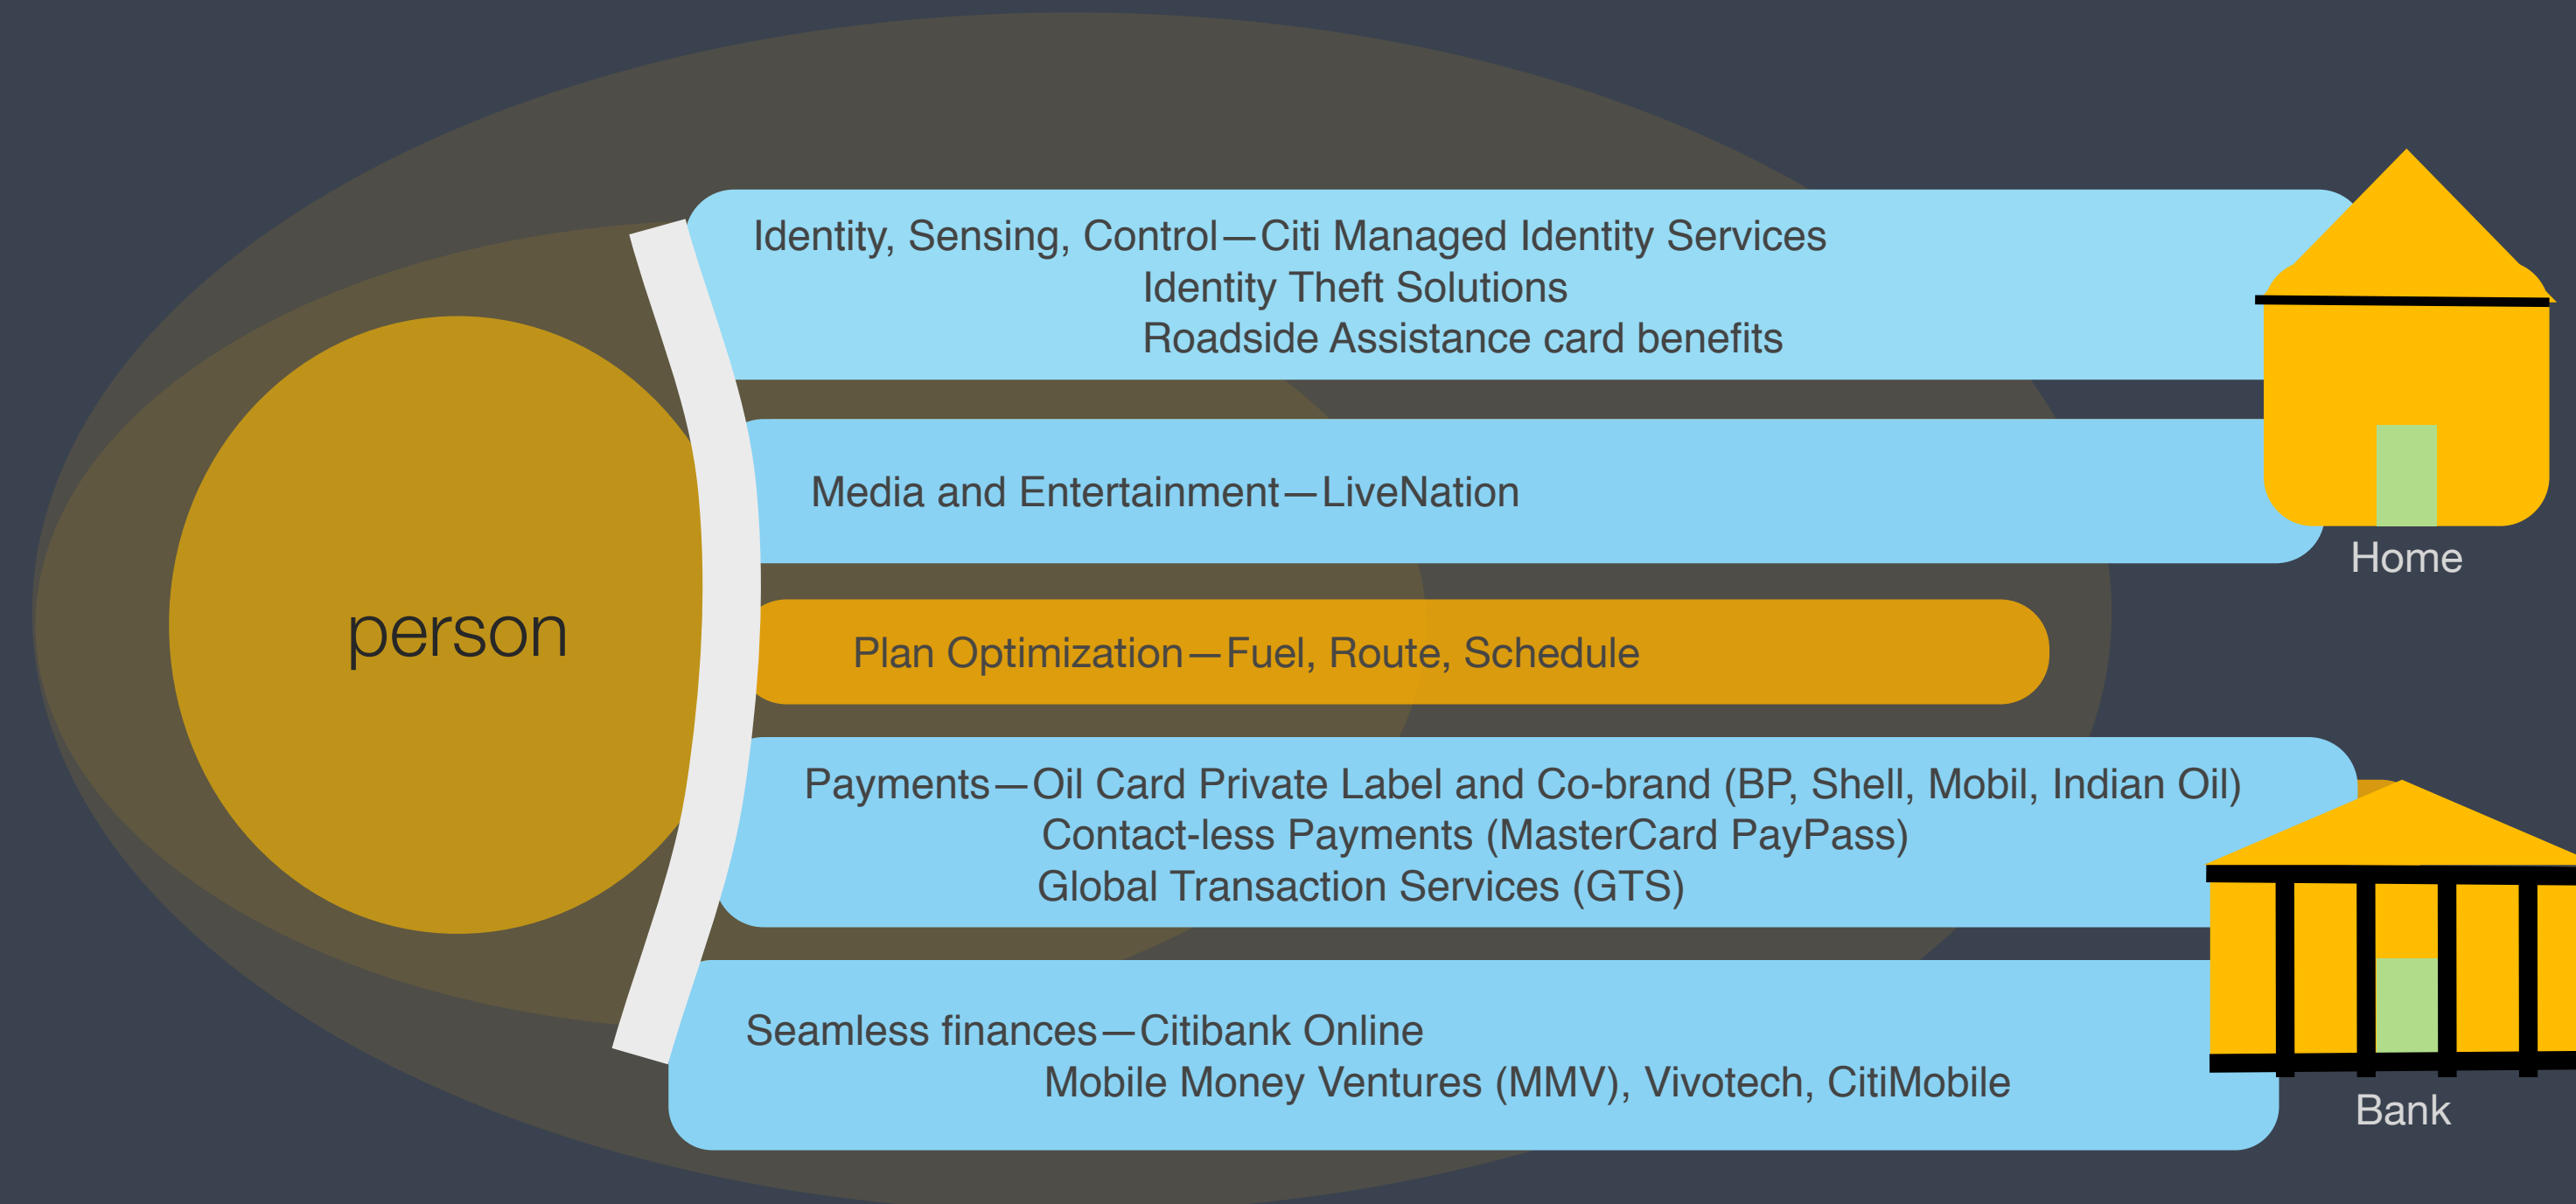 Identity, Sensing, Control—Citi Managed Identity Services
Identity Theft Solutions
Roadside Assistance card benefits
Media and Entertainment—LiveNation
Home
person
Plan Optimization—Fuel, Route, Schedule
Payments—Oil Card Private Label and Co-brand (BP, Shell, Mobil, Indian Oil)
Contact-less Payments (MasterCard PayPass)
Global Transaction Services (GTS)
Seamless finances—Citibank Online
Mobile Money Ventures (MMV), Vivotech, CitiMobile
Bank